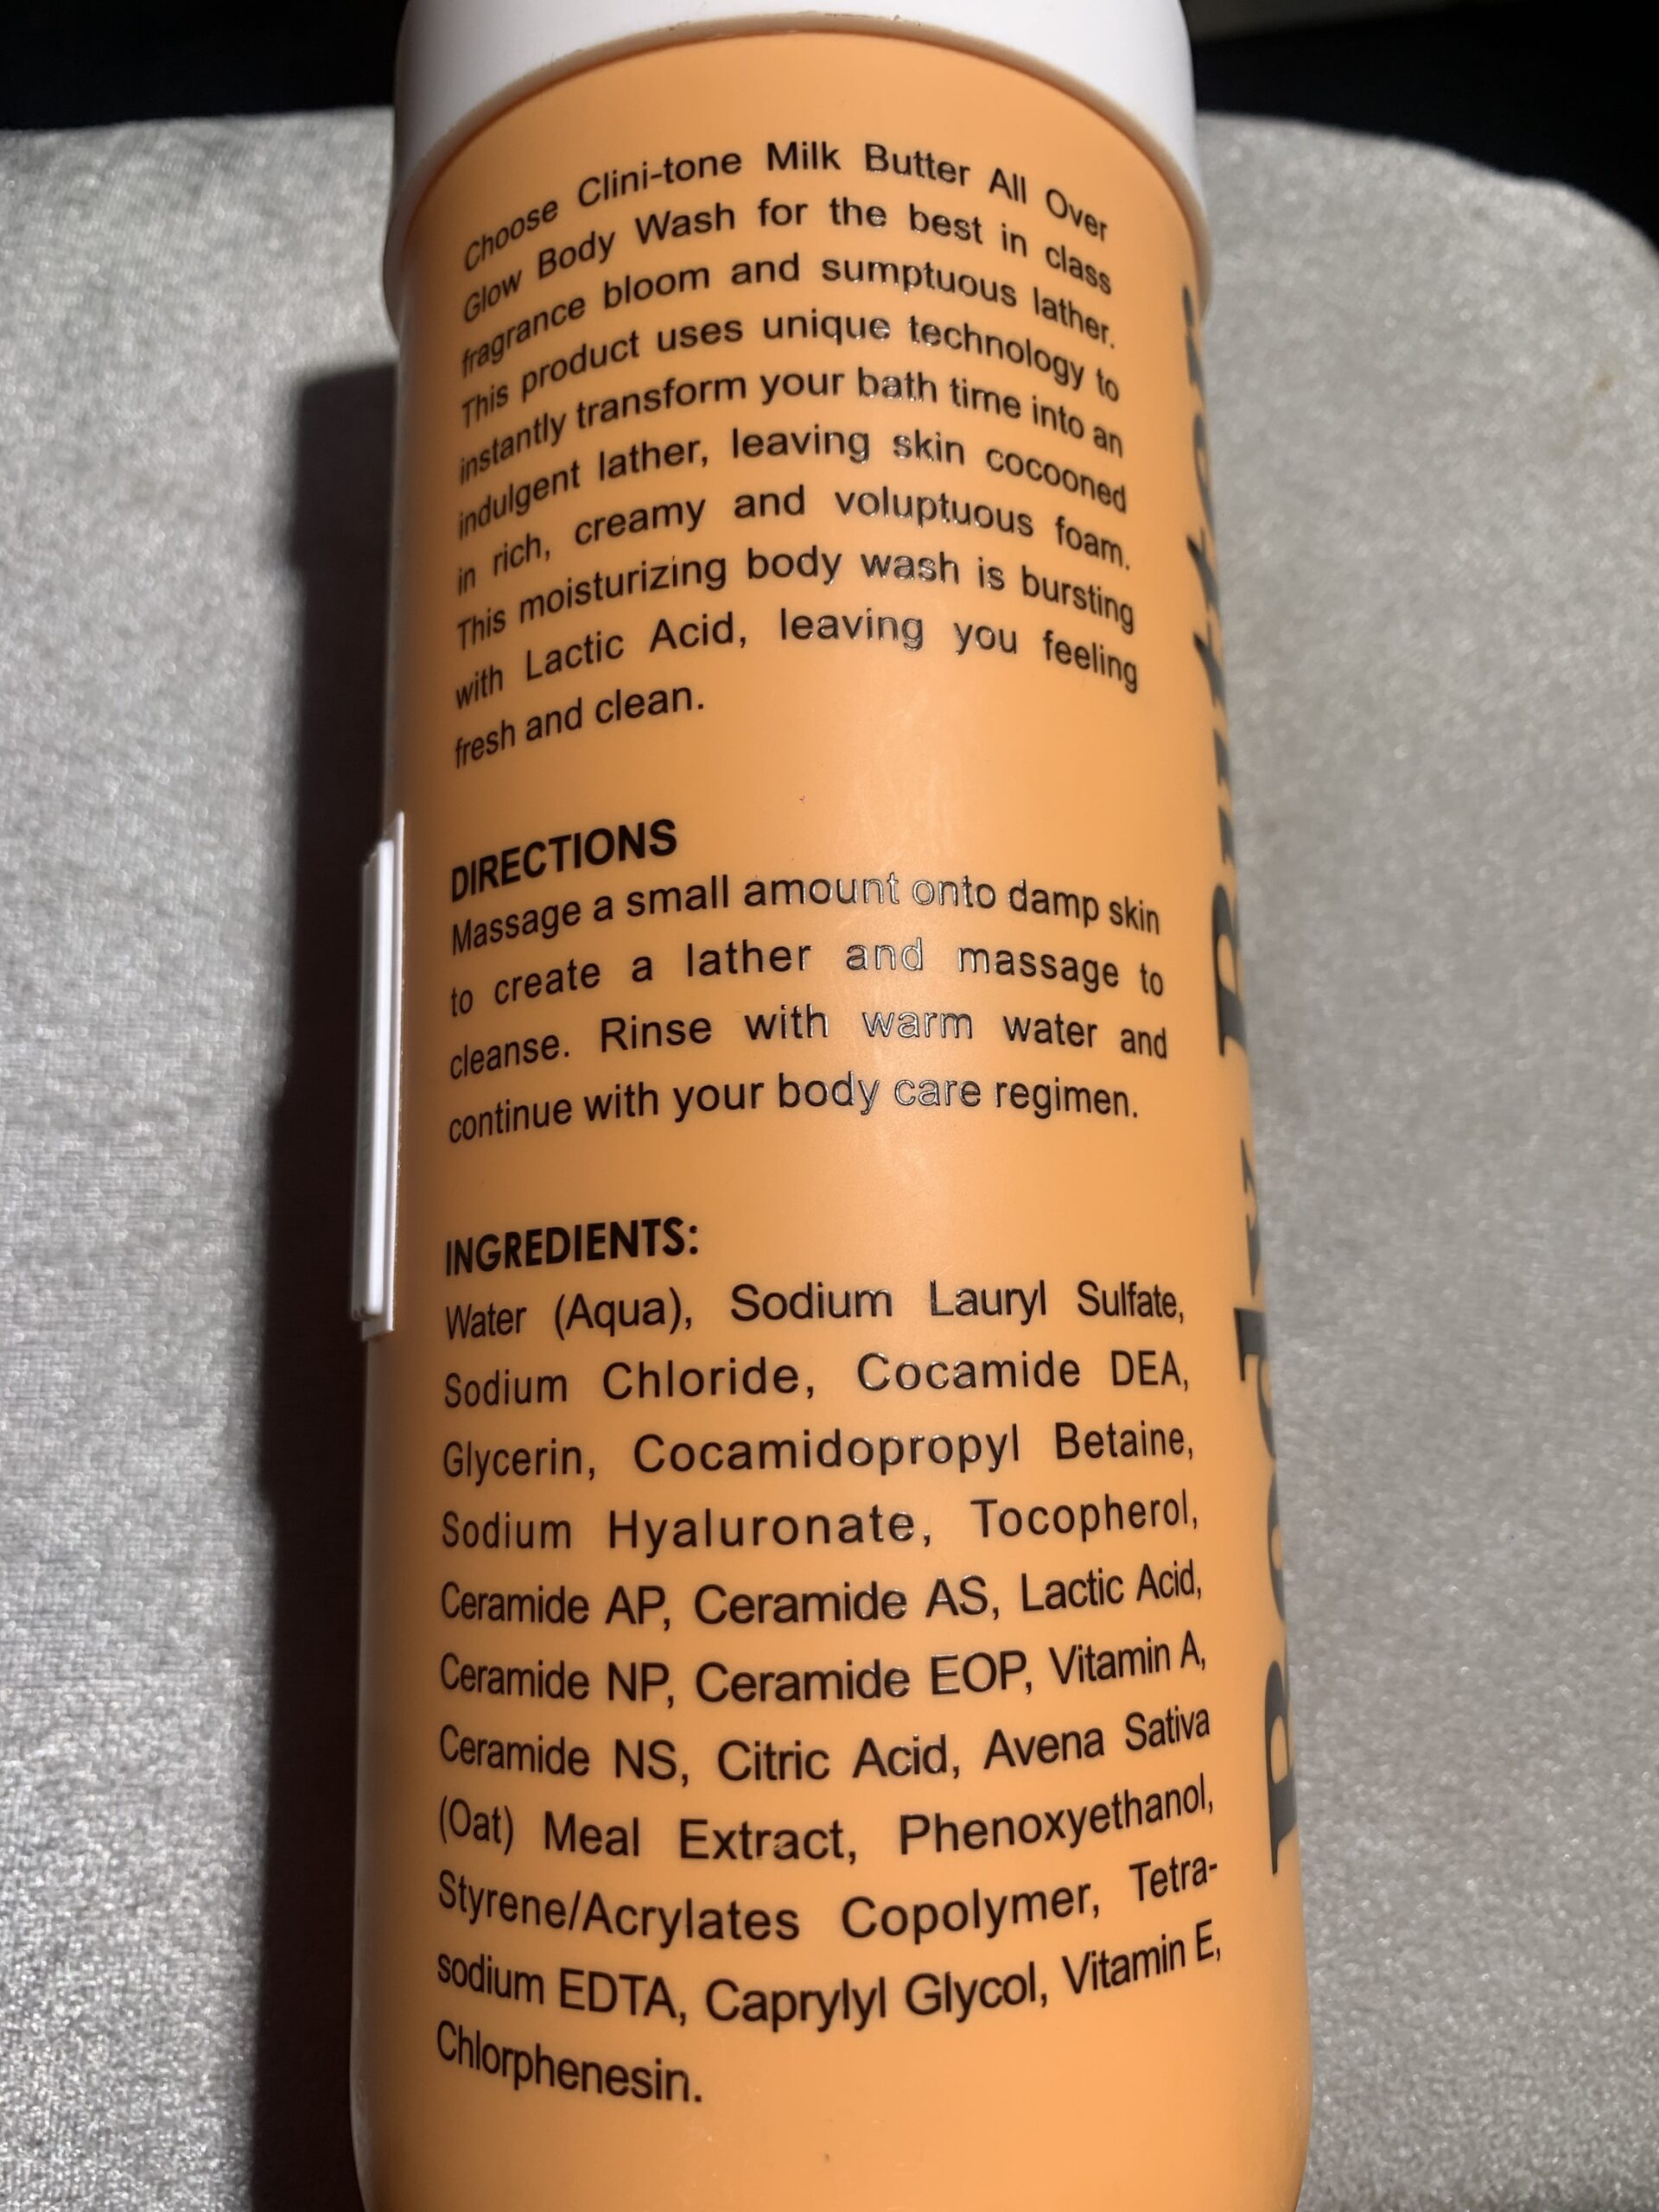 Choose Clini-tone Milk Butter All Over
Glow Body Wash for the best in class
fragrance bloom and sumptuous lather.
This product uses unique technology to
instantly transform your bath time into an
indulgent lather, leaving skin cocooned
in rich, creamy and voluptuous foam.
This moisturizing body wash is bursting
with Lactic Acid, leaving you feeling
fresh and clean.
DIRECTIONS
Massage a small amount onto damp skin
to create a lather and massage to
cleanse. Rinse with warm water and
continue with your body care regimen.
INGREDIENTS:
Water (Aqua), Sodium Lauryl Sulfate,
Sodium Chloride, Cocamide DEA,
Glycerin, Cocamidopropyl Betaine,
Sodium Hyaluronate, Tocopherol,
Ceramide AP, Ceramide AS, Lactic Acid,
Ceramide NP, Ceramide EOP, Vitamin A,
Ceramide NS, Citric Acid, Avena Sativa
(Oat) Meal Extract, Phenoxyethanol,
Styrene/Acrylates Copolymer, Tetra-
sodium EDTA, Caprylyl Glycol, Vitamin E,
Chlorphenesin.
Body Butter